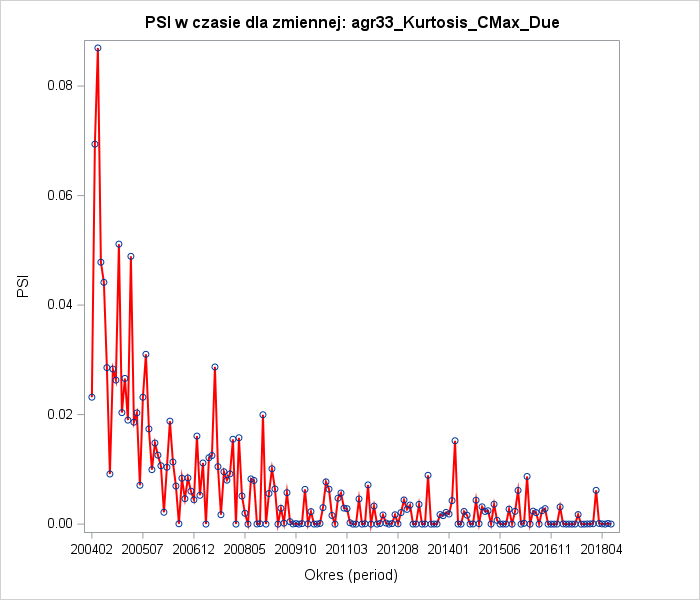 PSI w czasie dla zmiennej: agr33_Kurtosis_CMax_Due
0.08
0.06
0.04
0.02
0.00
PSI
200402 200507 200612 200805 200910 201103 201208 201401 201506 201611 201804
Okres (period)